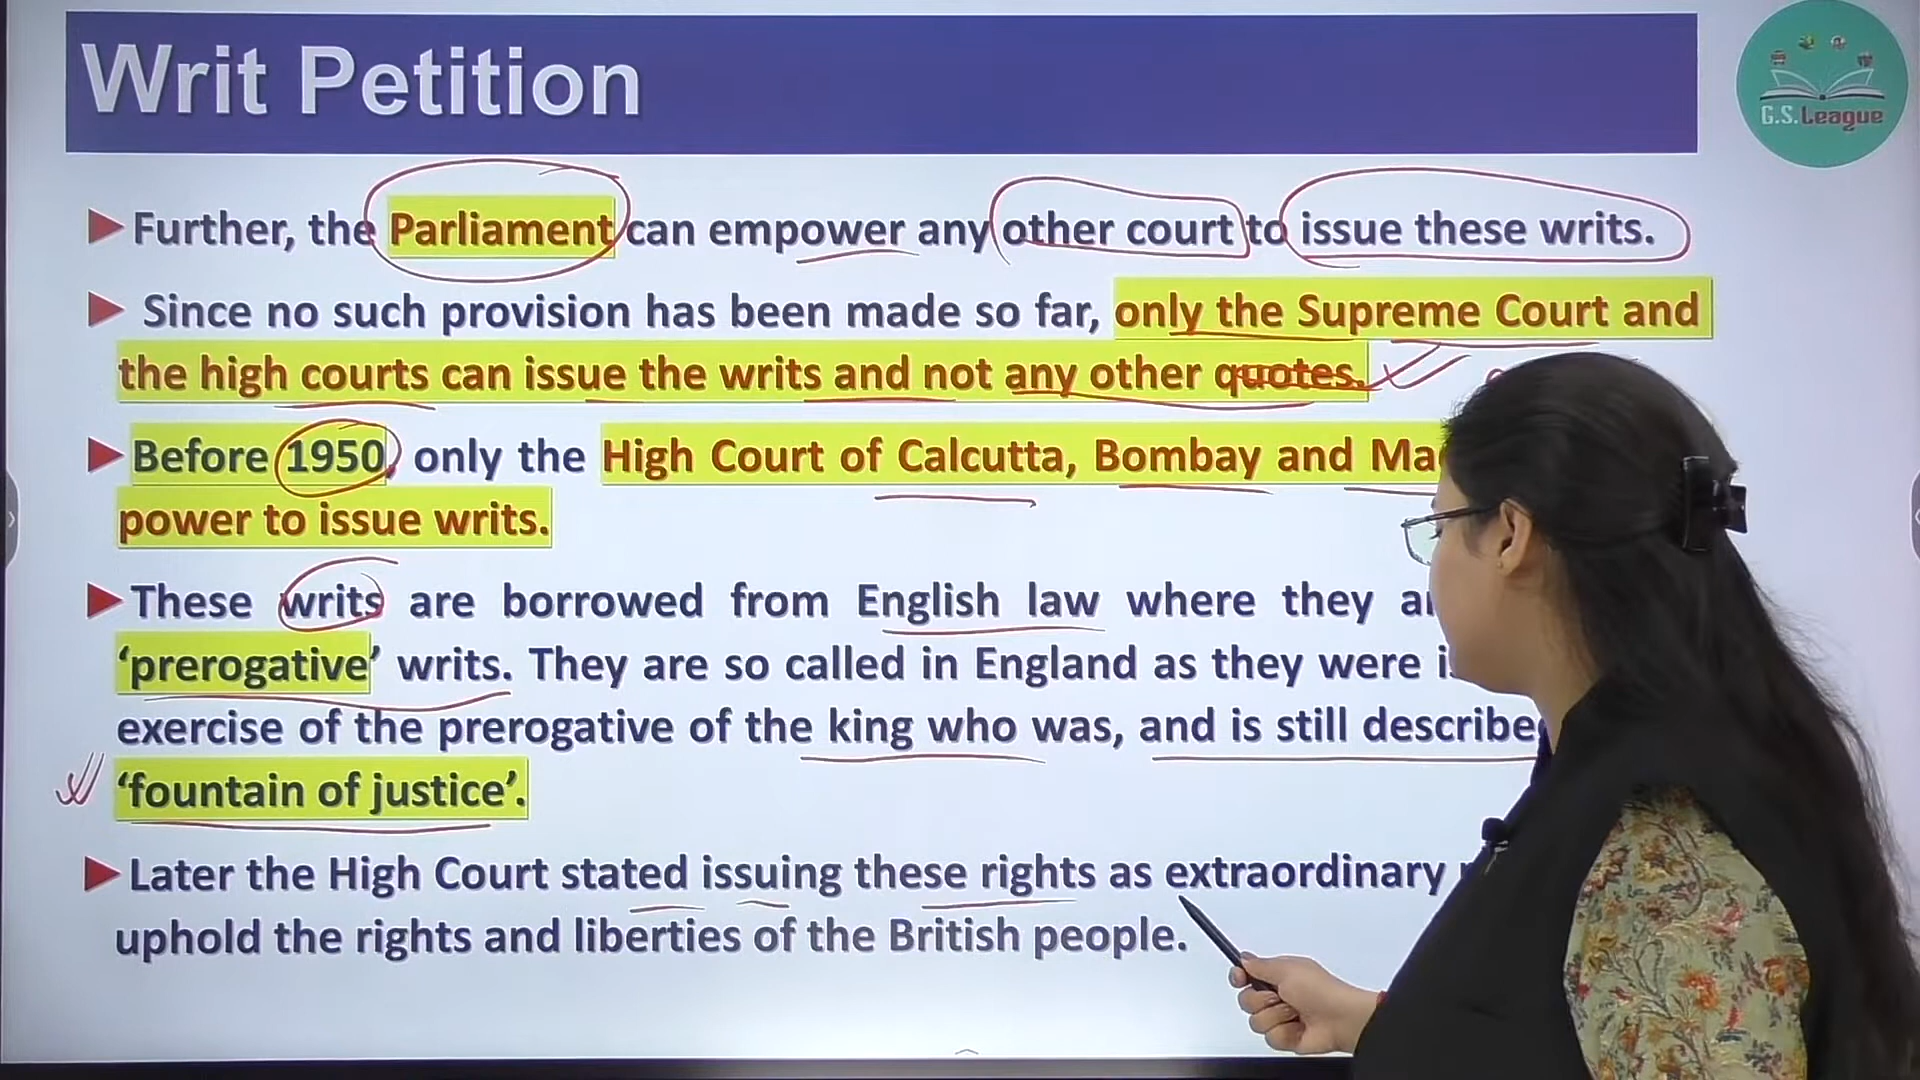 Writ Petition
G.S.League
Further, the Parliament can empower any other court to issue these writs.
Since no such provision has been made so far, only the Supreme Court and
the high courts can issue the writs and not any other quotes.
Before 1950, only the High Court of Calcutta, Bombay and
power to issue writs.
These writs are borrowed from English law where they
‘prerogative’ writs. They are so called in England as they were
exercise of the prerogative of the king who was, and is still described
‘fountain of justice’.
Later the High Court stated issuing these rights as extraordinary
uphold the rights and liberties of the British people.